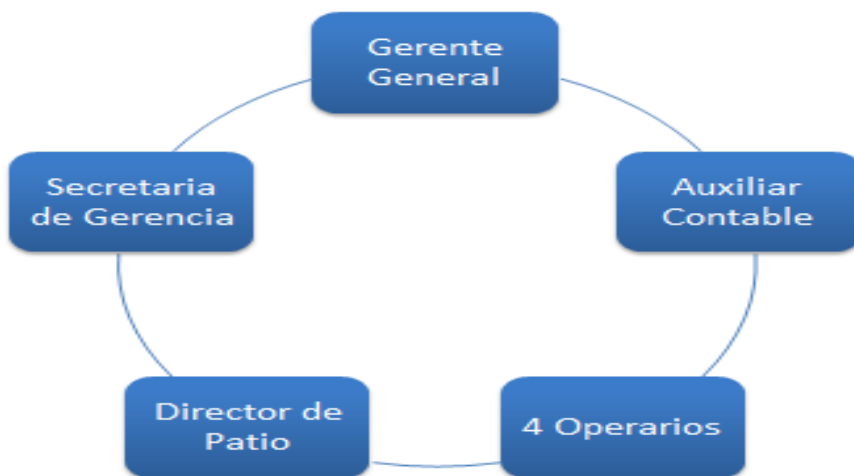 Gerente
General
Auxiliar
Contable
4 Operarios
Director de
Patio
Secretaria
de Gerencia